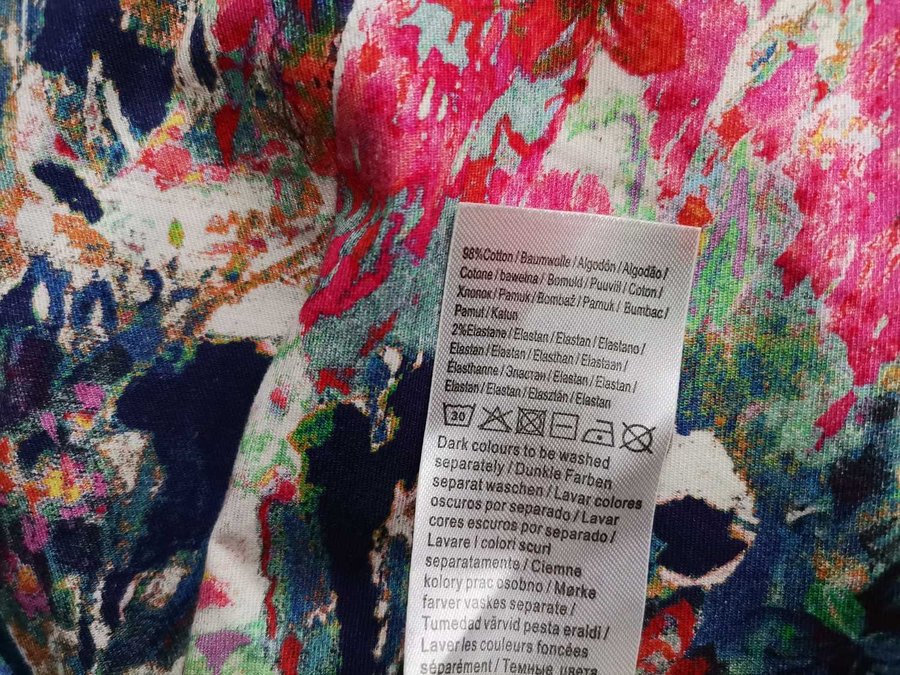 98%Cotton / Baumwolle / Algodón / Algodão /
Cotone / bawełna / Bomuld / Puuvill / Coton /
Хлопок / Pamuk / Bombaž / Pamuk / Bumbac /
Pamut / Katun
2%Elastane / Elastan / Elastan / Elastano /
Elastan / Elastan / Elasthan / Elastaan /
Elasthanne / Эластан / Elastan / Elastan /
Elastan / Elastan / Elasztán / Elastan
30
Dark colours to be washed
separately / Dunkle Farben
separat waschen / Lavar colores
oscuros por separado / Lavar
cores escuros por separado /
Lavare I colori scuri
separatamente / Ciemne
kolory prac osobno / Mørke
farver vaskes separate /
Tumedad värvid pesta eraldi /
Laver les couleurs foncées
séparément / Темные цвета